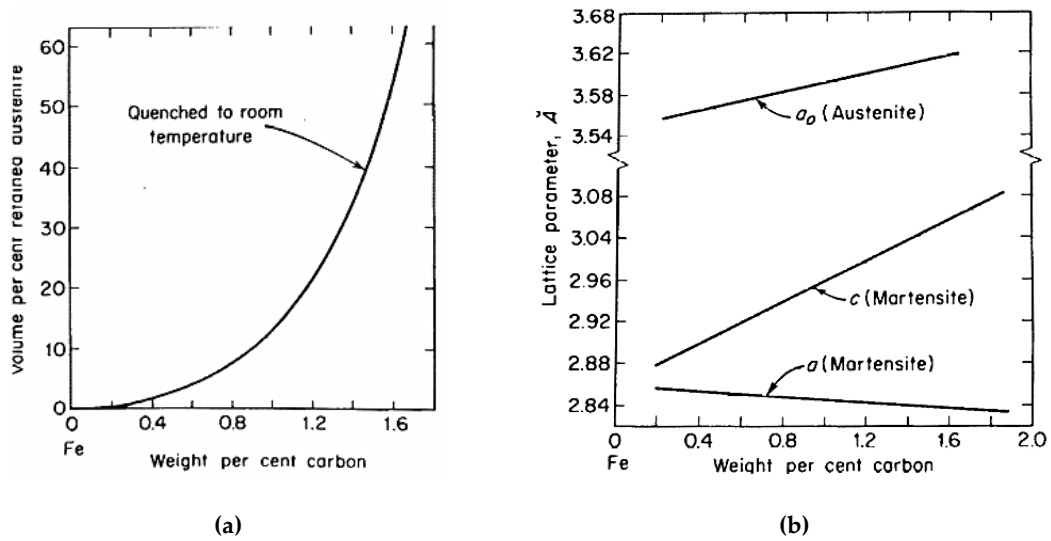 Volume per cent retained austenite
60
50
40
30
20
10
0
Quenched to room
temperature
0
0.4
0.8
1.2
1.6
Fe
Weight per cent carbon
(a)
Lattice parameter, Å
3.68
3.62
3.58
3.54
3.08
3.04
2.96
2.92
2.88
2.84
a₀ (Austenite)
c (Martensite)
a (Martensite)
0
0.4
0.8
1.2
1.6
2.0
Fe
Weight per cent carbon
(b)